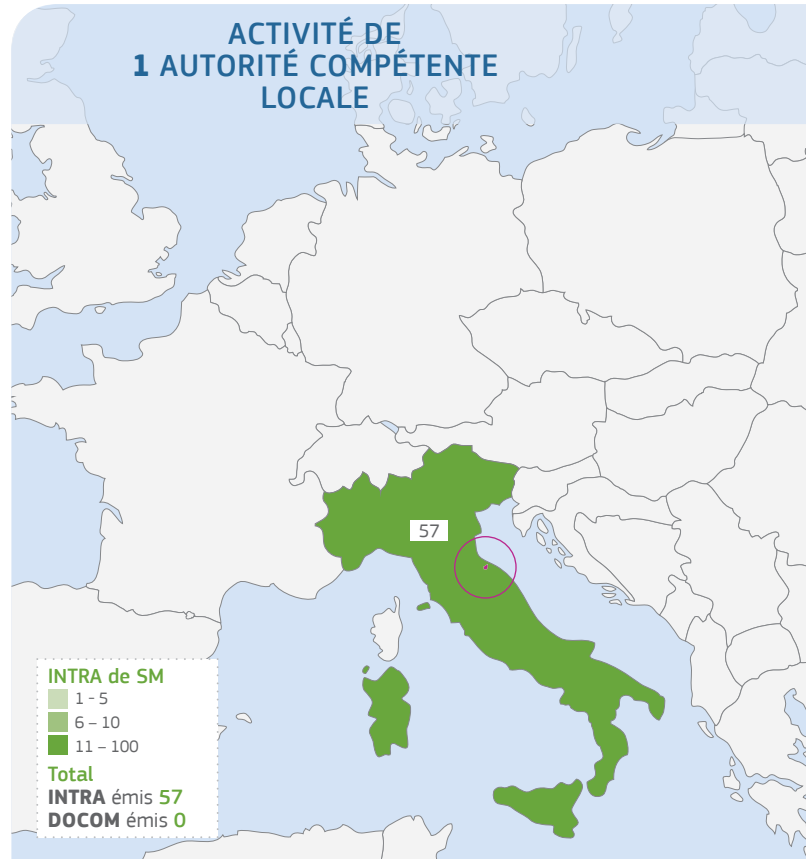 ACTIVITÉ DE
1 AUTORITÉ COMPÉTENTE
LOCALE
57
INTRA de SM
1 - 5
6 – 10
11 – 100
Total
INTRA émis 57
DOCOM émis 0